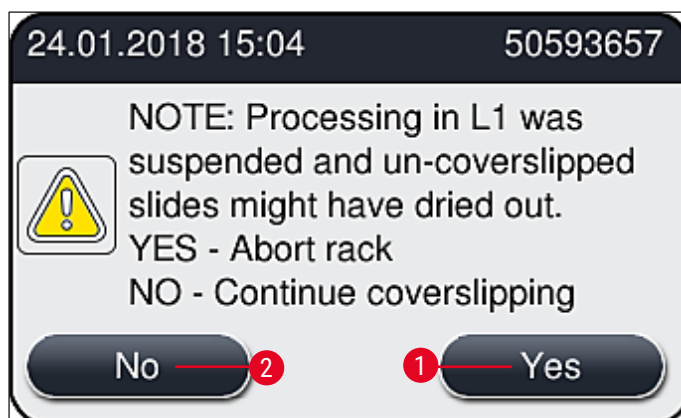 24.01.2018 15:04 50593657
NOTE: Processing in L1 was
suspended and un-coverslipped
slides might have dried out.
YES - Abort rack
NO - Continue coverslipping
No 2 1 Yes